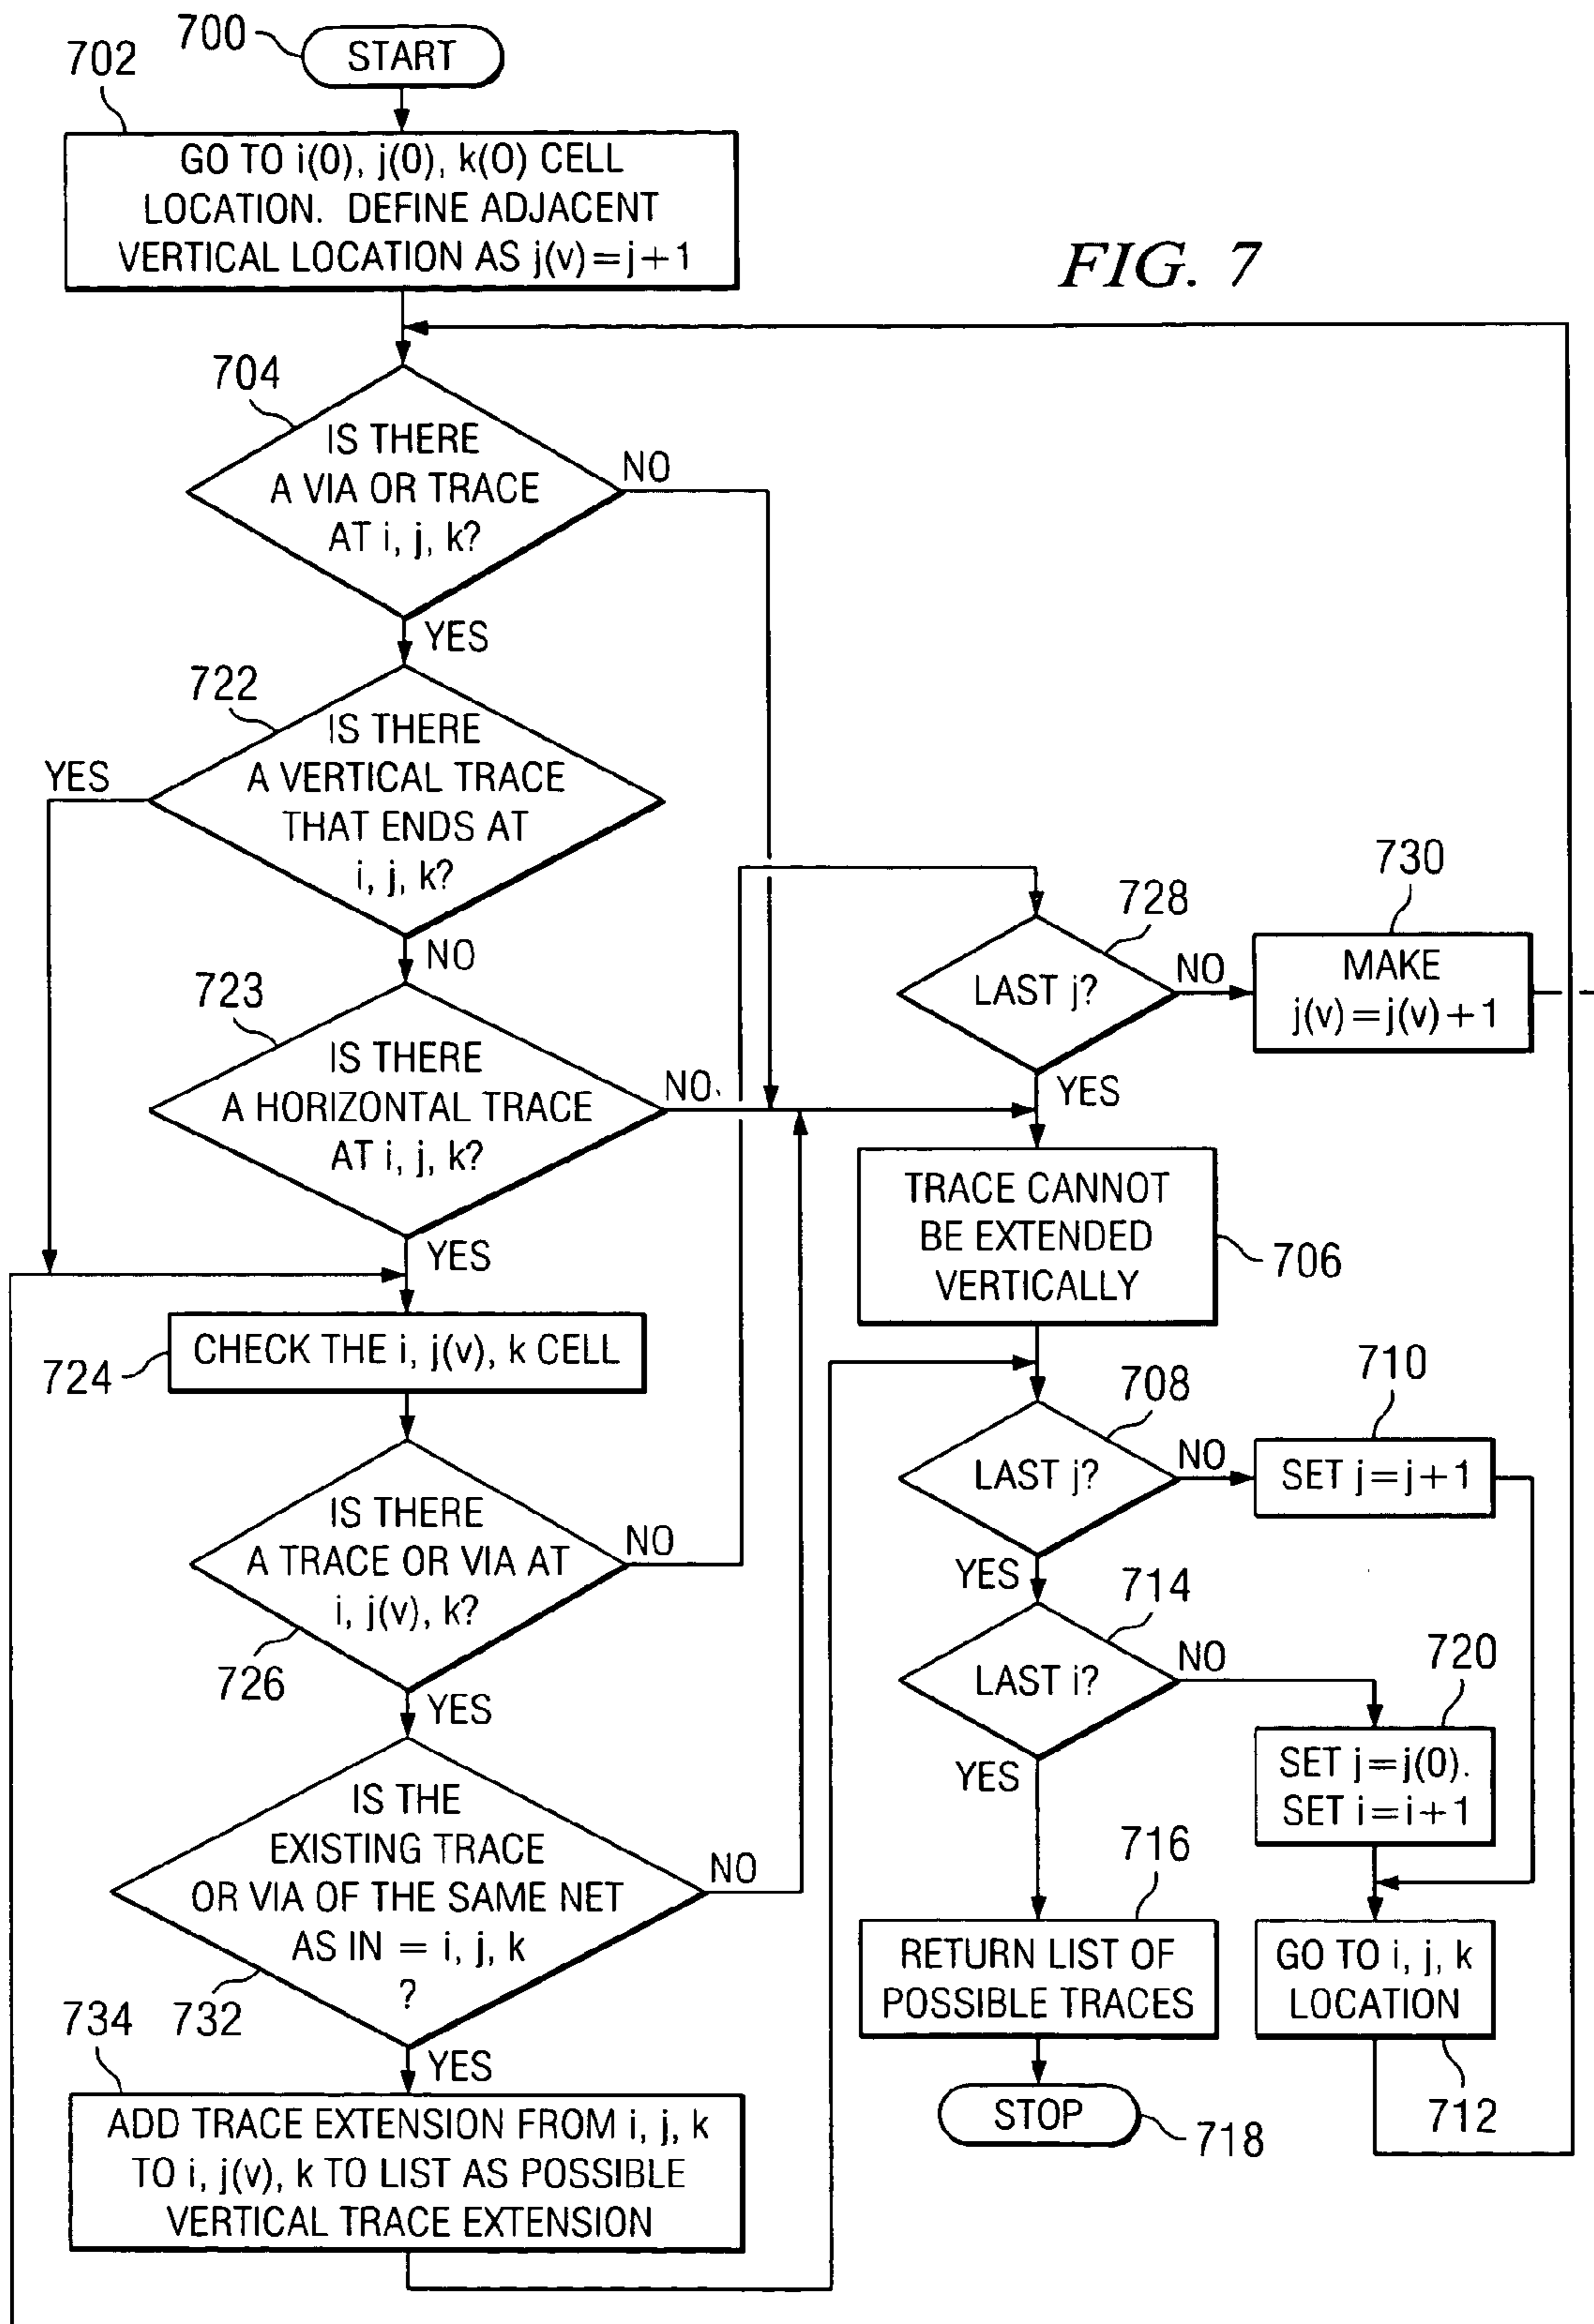 700
START
702
GO TO i(0), j(0), k(0) CELL
LOCATION. DEFINE ADJACENT
VERTICAL LOCATION AS j(v)=j+1
FIG. 7
704
IS THERE
A VIA OR TRACE
AT i, j, k?
NO
YES
722
IS THERE
A VERTICAL TRACE
THAT ENDS AT
i, j, k?
YES
NO
723
IS THERE
A HORIZONTAL TRACE
AT i, j, k?
NO
YES
724
CHECK THE i, j(v), k CELL
IS THERE
A TRACE OR VIA AT
i, j(v), k?
726
NO
YES
IS THE
EXISTING TRACE
OR VIA OF THE SAME NET
AS IN = i, j, k
?
732
NO
YES
734
ADD TRACE EXTENSION FROM i, j, k
TO i, j(v), k TO LIST AS POSSIBLE
VERTICAL TRACE EXTENSION
728
LAST j?
NO
YES
730
MAKE
j(v)=j(v)+1
TRACE CANNOT
BE EXTENDED
VERTICALLY
706
708
LAST j?
NO
YES
710
SET j=j+1
714
LAST i?
NO
YES
720
SET j=j(0).
SET i=i+1
716
RETURN LIST OF
POSSIBLE TRACES
GO TO i, j, k
LOCATION
712
STOP
718